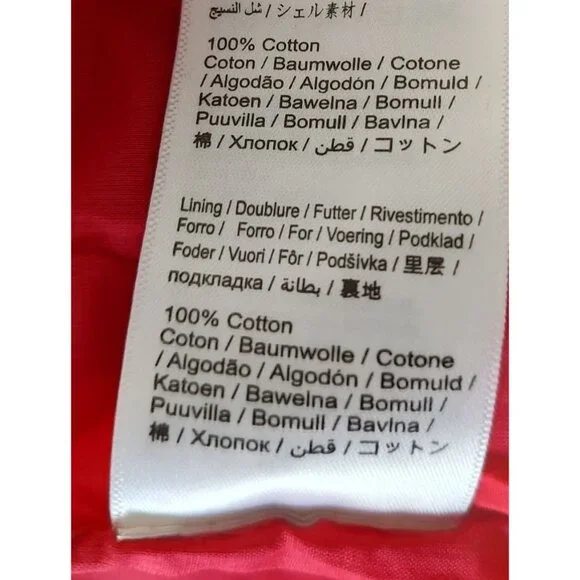 شل النسيج / シェル素材 /
100% Cotton
Coton / Baumwolle / Cotone
/ Algodão / Algodón / Bomuld /
Katoen / Bawełna / Bomull /
Puuvilla / Bomull / Bavlna /
棉 / Хлопок / قطن / コットン
Lining / Doublure / Futter / Rivestimento /
Forro / Forro / For / Voering / Podkład /
Foder / Vuori / Fôr / Podšívka / 里层 /
подкладка / بطانة / 裏地
100% Cotton
Coton / Baumwolle / Cotone
/ Algodão / Algodón / Bomuld /
Katoen / Bawełna / Bomull /
Puuvilla / Bomull / Bavlna /
棉 / Хлопок / قطن / コットン